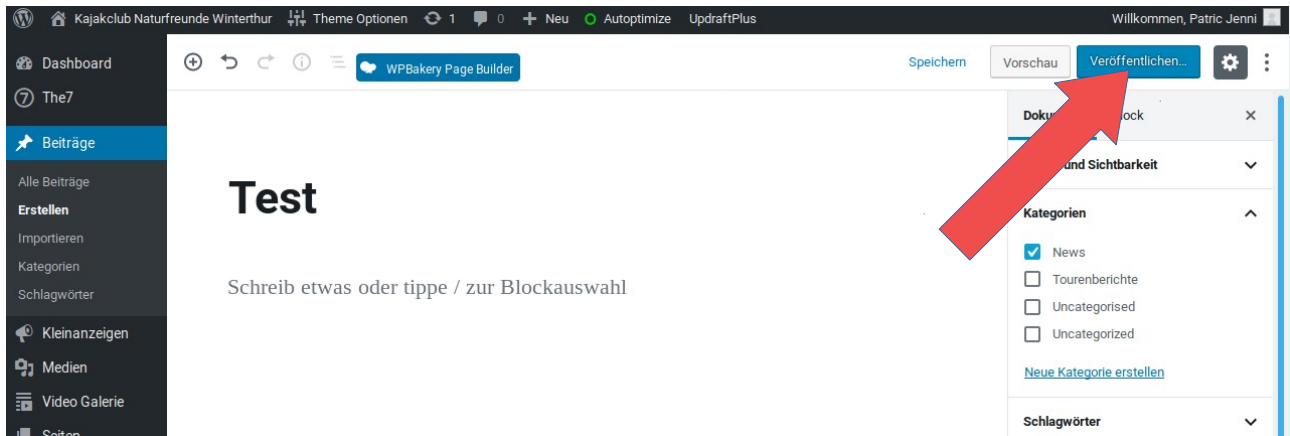 Kajakclub Naturfreunde Winterthur Theme Optionen 1 0 Neu Autoptimize UpdraftPlus Willkommen, Patric Jenni
Dashboard
The7
Beiträge
Alle Beiträge
Erstellen
Importieren
Kategorien
Schlagwörter
Kleinanzeigen
Medien
Video Galerie
Seiten
WPBakery Page Builder
Speichern
Vorschau
Veröffentlichen...
Test
Schreib etwas oder tippe / zur Blockauswahl
und Sichtbarkeit
Kategorien
News
Tourenberichte
Uncategorised
Uncategorized
Neue Kategorie erstellen
Schlagwörter